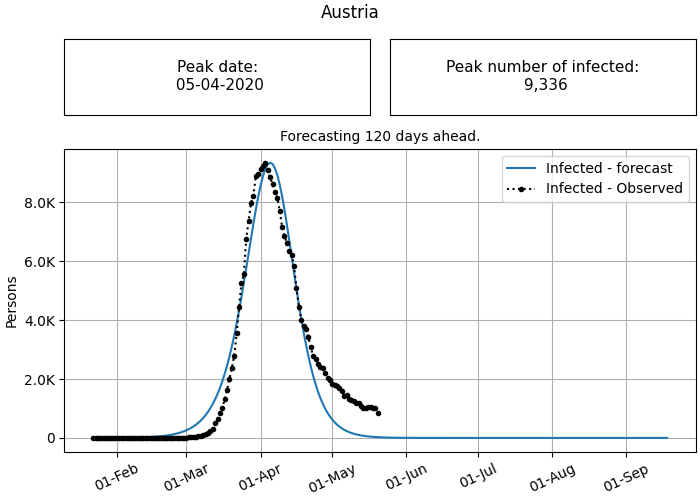 Austria
Peak date:
05-04-2020
Peak number of infected:
9,336
Forecasting 120 days ahead.
Infected - forecast
Infected - Observed
Persons
8.0K
6.0K
4.0K
2.0K
0
01-Feb
01-Mar
01-Apr
01-May
01-Jun
01-Jul
01-Aug
01-Sep